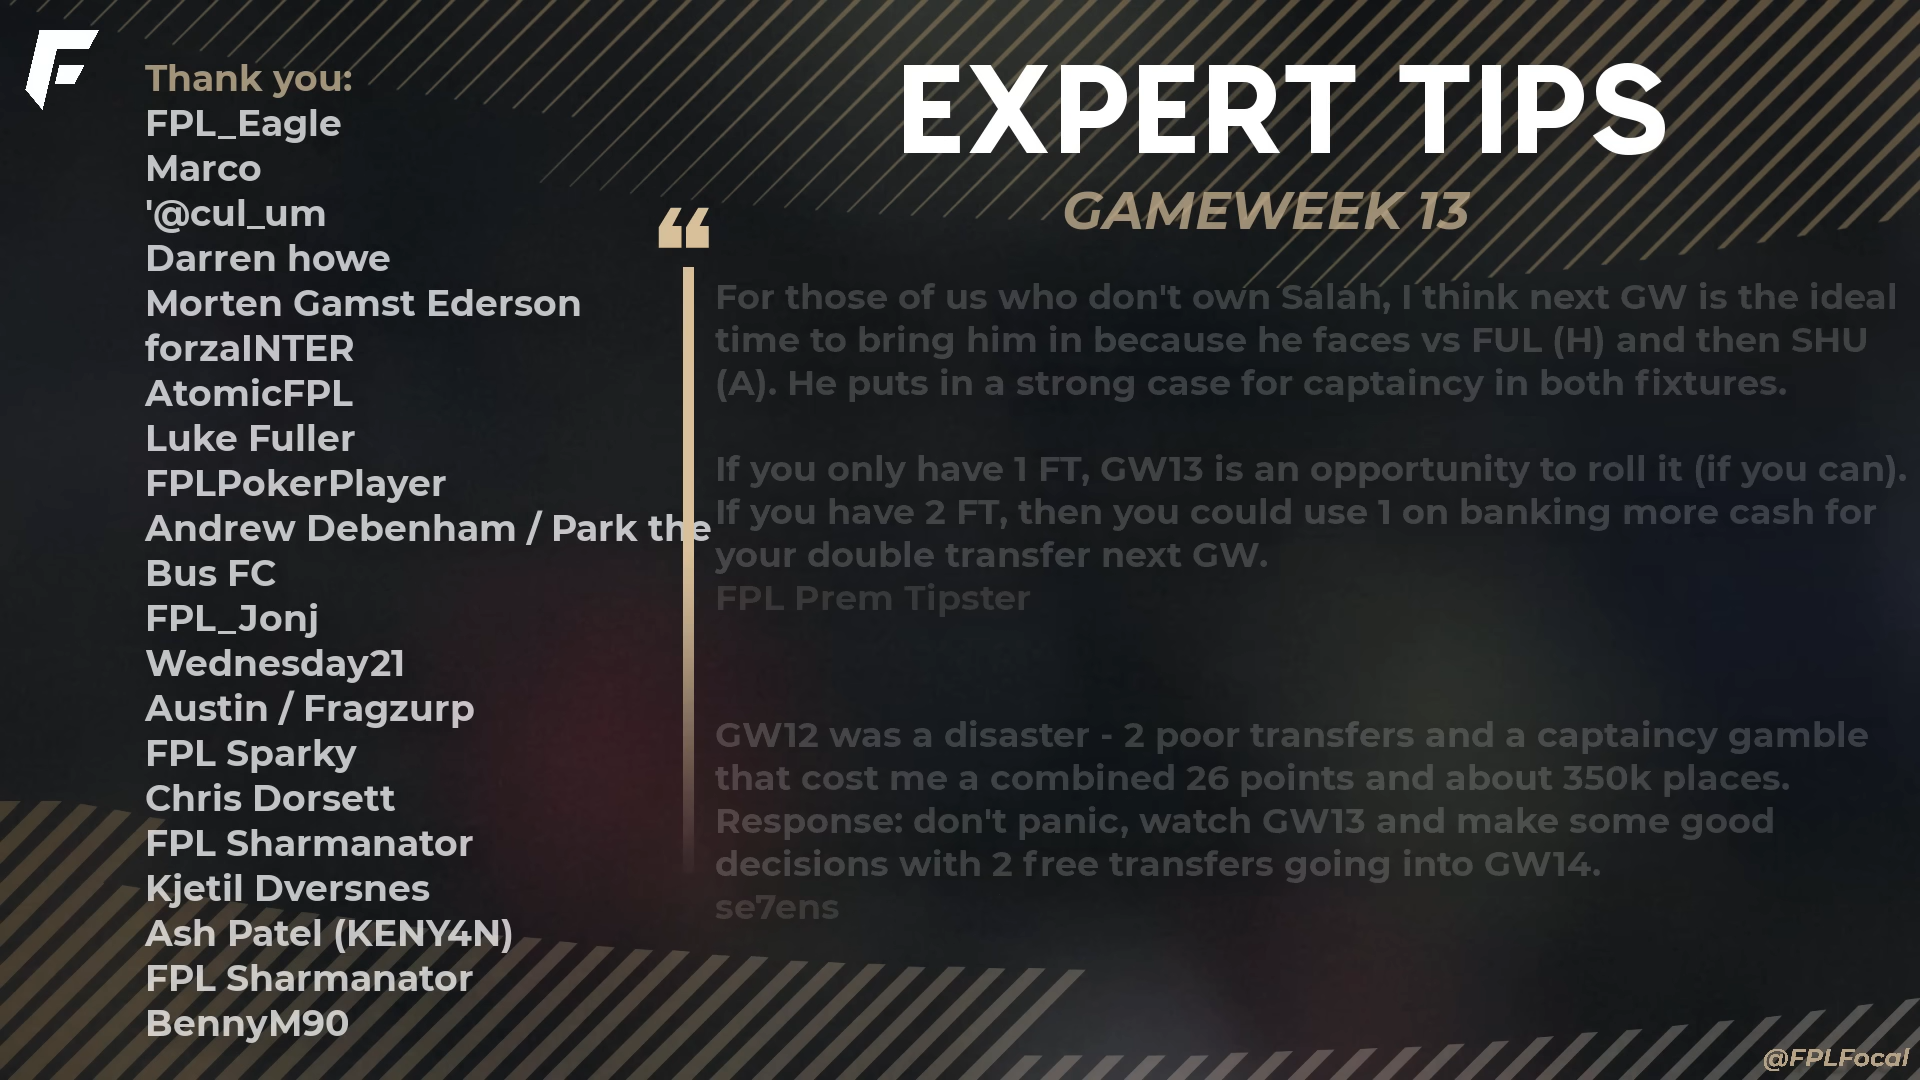 Thank you:
FPL_Eagle
Marco
'@cul_um
Darren howe
Morten Gamst Ederson
forzaINTER
AtomicFPL
Luke Fuller
FPLPokerPlayer
Andrew Debenham / Park the
Bus FC
FPL_Jonj
Wednesday21
Austin / Fragzurp
FPL Sparky
Chris Dorsett
FPL Sharmanator
Kjetil Dversnes
Ash Patel (KENY4N)
FPL Sharmanator
BennyM90
EXPERT TIPS
GAMEWEEK 13
❝
For those of us who don't own Salah, I think next GW is the ideal
time to bring him in because he faces vs FUL (H) and then SHU
(A). He puts in a strong case for captaincy in both fixtures.
If you only have 1 FT, GW13 is an opportunity to roll it (if you can).
If you have 2 FT, then you could use 1 on banking more cash for
your double transfer next GW.
FPL Prem Tipster
GW12 was a disaster - 2 poor transfers and a captaincy gamble
that cost me a combined 26 points and about 350k places.
Response: don't panic, watch GW13 and make some good
decisions with 2 free transfers going into GW14.
se7ens
@FPLFocal